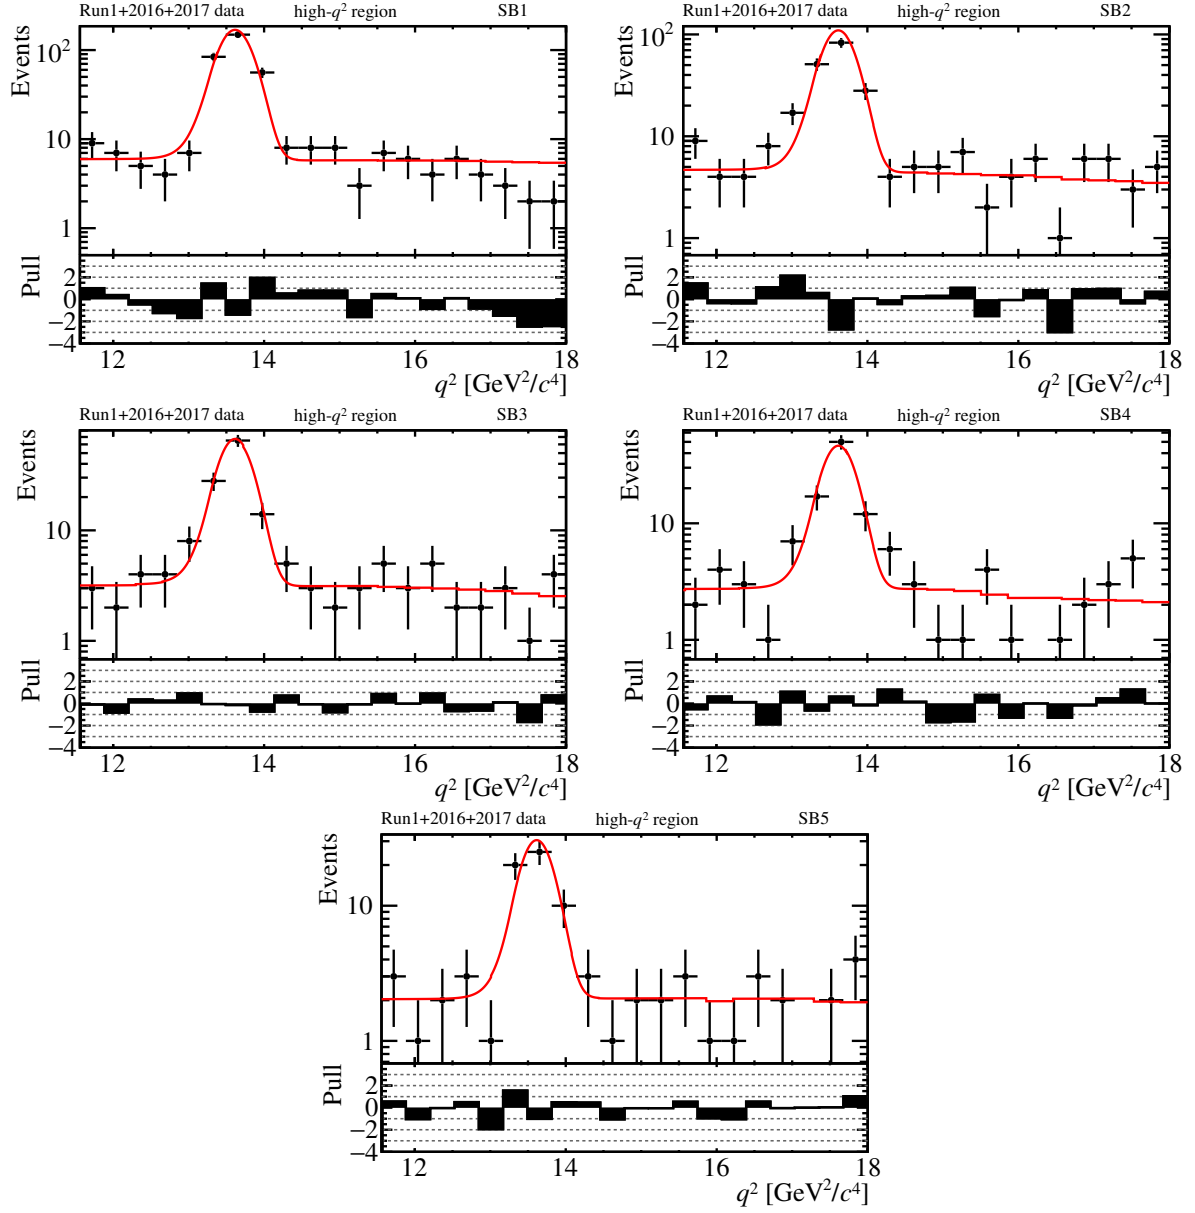 Run1+2016+2017 data high-q² region SB1
Events
10²
10
1
Pull
2
0
−2
−4
12 14 16 18
q² [GeV²/c⁴]
Run1+2016+2017 data high-q² region SB2
Events
10²
10
1
Pull
2
0
−2
−4
12 14 16 18
q² [GeV²/c⁴]
Run1+2016+2017 data high-q² region SB3
Events
10
1
Pull
2
0
−2
−4
12 14 16 18
q² [GeV²/c⁴]
Run1+2016+2017 data high-q² region SB4
Events
10
1
Pull
2
0
−2
−4
12 14 16 18
q² [GeV²/c⁴]
Run1+2016+2017 data high-q² region SB5
Events
10
1
Pull
2
0
−2
−4
12 14 16 18
q² [GeV²/c⁴]